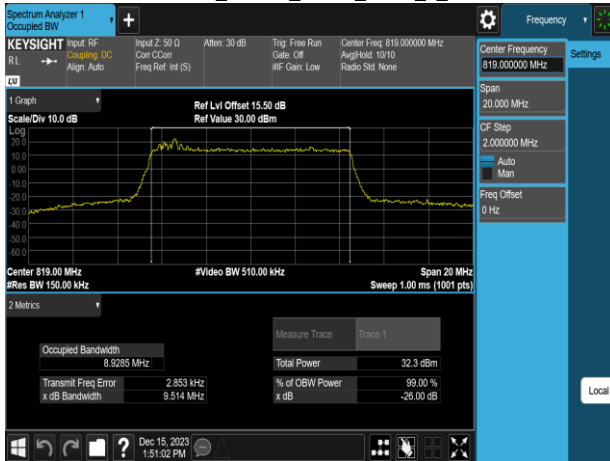 Spectrum Analyzer 1
Occupied BW
Frequency
KEYSIGHT
Input: RF
Input Z: 50 Ω
Atten: 30 dB
Trig: Free Run
Center Freq: 819.000000 MHz
RL
Coupling: DC
Corr CCorr
Gate: Off
Avg|Hold: 10/10
Align: Auto
Freq Ref: Int (S)
#IF Gain: Low
Radio Std: None
LXI
Center Frequency
819.000000 MHz
Settings
Span
20.000 MHz
CF Step
2.000000 MHz
Auto
Man
Freq Offset
0 Hz
1 Graph
Ref Lvl Offset 15.50 dB
Scale/Div 10.0 dB
Ref Value 30.00 dBm
Log
20.0
10.0
0.00
-10.0
-20.0
-30.0
-40.0
-50.0
-60.0
Center 819.00 MHz
#Video BW 510.00 kHz
Span 20 MHz
#Res BW 150.00 kHz
Sweep 1.00 ms (1001 pts)
2 Metrics
Measure Trace
Trace 1
Occupied Bandwidth
8.9285 MHz
Total Power
32.3 dBm
Transmit Freq Error
2.853 kHz
% of OBW Power
99.00 %
x dB Bandwidth
9.514 MHz
x dB
-26.00 dB
Local
?
Dec 15, 2023
1:51:02 PM